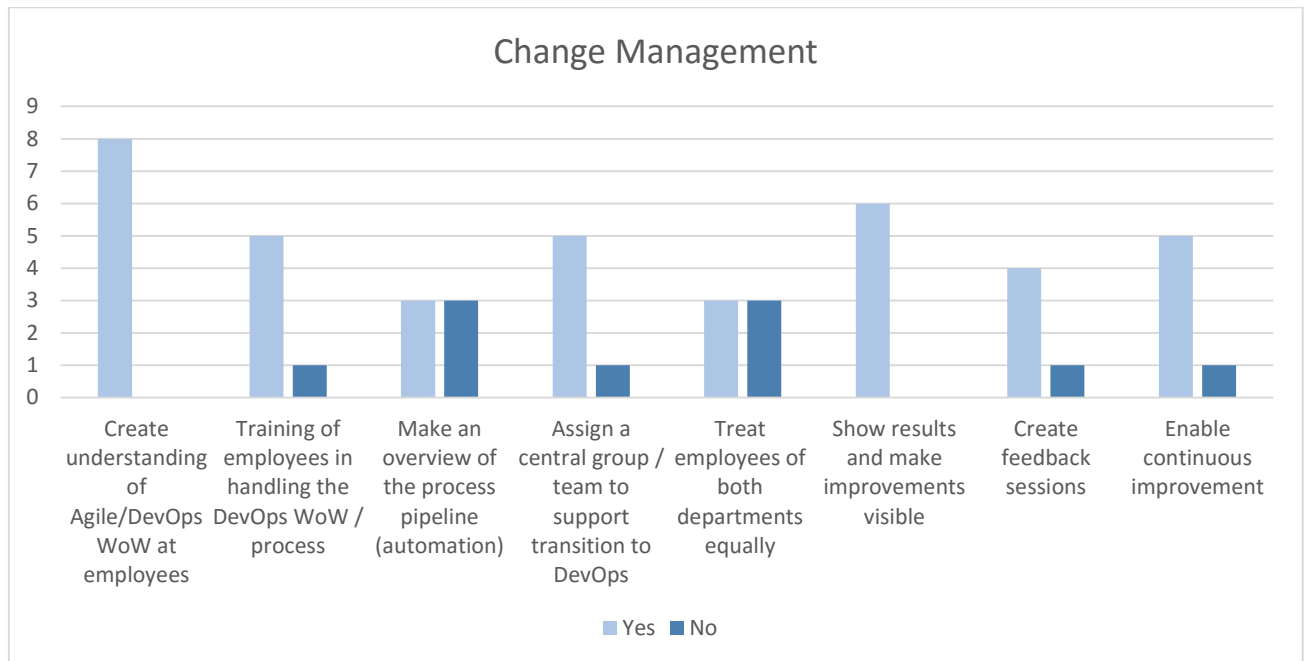 Change Management
9
8
7
6
5
4
3
2
1
0
Create
understanding
of
Agile/DevOps
WoW at
employees
Training of
employees in
handling the
DevOps WoW /
process
Make an
overview of
the process
pipeline
(automation)
Assign a
central group /
team to
support
transition to
DevOps
Treat
employees of
both
departments
equally
Show results
and make
improvements
visible
Create
feedback
sessions
Enable
continuous
improvement
Yes No